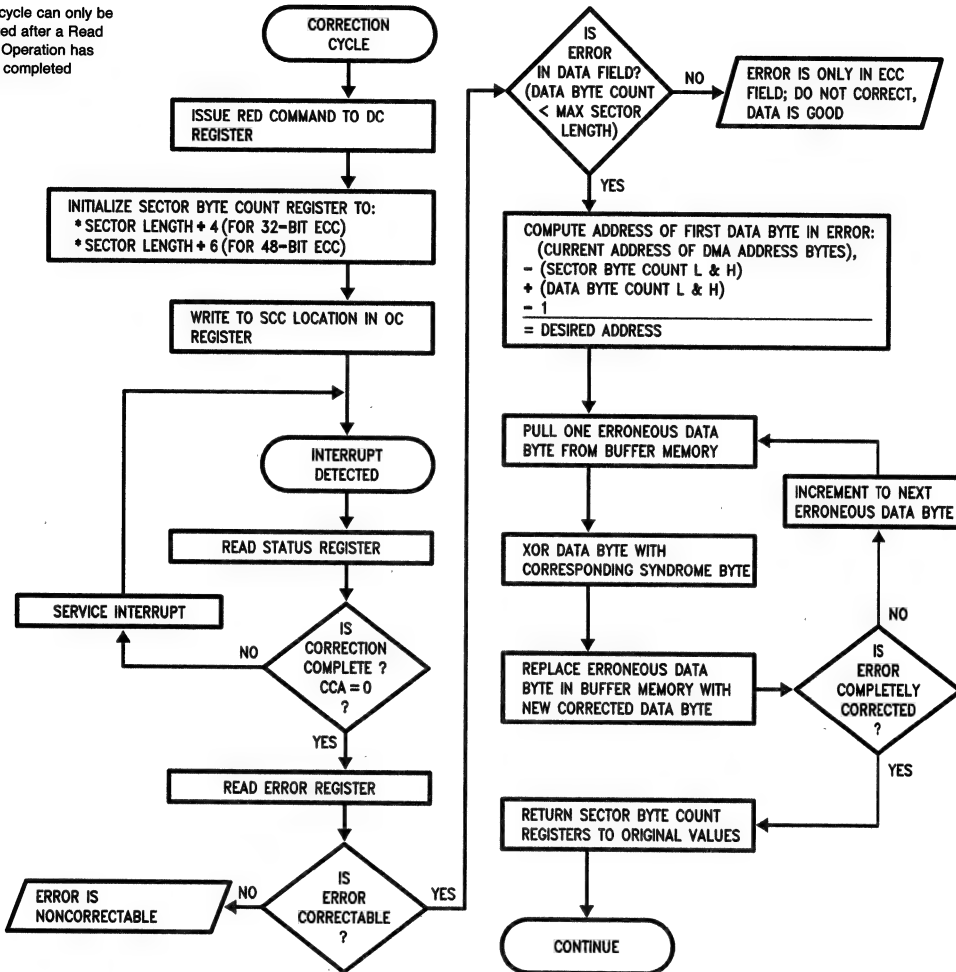 cycle can only be
ed after a Read
Operation has
completed
CORRECTION
CYCLE
ISSUE RED COMMAND TO DC
REGISTER
INITIALIZE SECTOR BYTE COUNT REGISTER TO:
* SECTOR LENGTH + 4 (FOR 32-BIT ECC)
* SECTOR LENGTH + 6 (FOR 48-BIT ECC)
WRITE TO SCC LOCATION IN OC
REGISTER
INTERRUPT
DETECTED
READ STATUS REGISTER
SERVICE INTERRUPT
NO
IS
CORRECTION
COMPLETE ?
CCA = 0
?
YES
READ ERROR REGISTER
ERROR IS
NONCORRECTABLE
NO
IS
ERROR
CORRECTABLE
?
YES
IS
ERROR
IN DATA FIELD?
(DATA BYTE COUNT
< MAX SECTOR
LENGTH)
NO
ERROR IS ONLY IN ECC
FIELD; DO NOT CORRECT,
DATA IS GOOD
YES
COMPUTE ADDRESS OF FIRST DATA BYTE IN ERROR:
(CURRENT ADDRESS OF DMA ADDRESS BYTES),
- (SECTOR BYTE COUNT L & H)
+ (DATA BYTE COUNT L & H)
- 1
= DESIRED ADDRESS
PULL ONE ERRONEOUS DATA
BYTE FROM BUFFER MEMORY
INCREMENT TO NEXT
ERRONEOUS DATA BYTE
XOR DATA BYTE WITH
CORRESPONDING SYNDROME BYTE
NO
REPLACE ERRONEOUS DATA
BYTE IN BUFFER MEMORY WITH
NEW CORRECTED DATA BYTE
IS
ERROR
COMPLETELY
CORRECTED
?
YES
RETURN SECTOR BYTE COUNT
REGISTERS TO ORIGINAL VALUES
CONTINUE